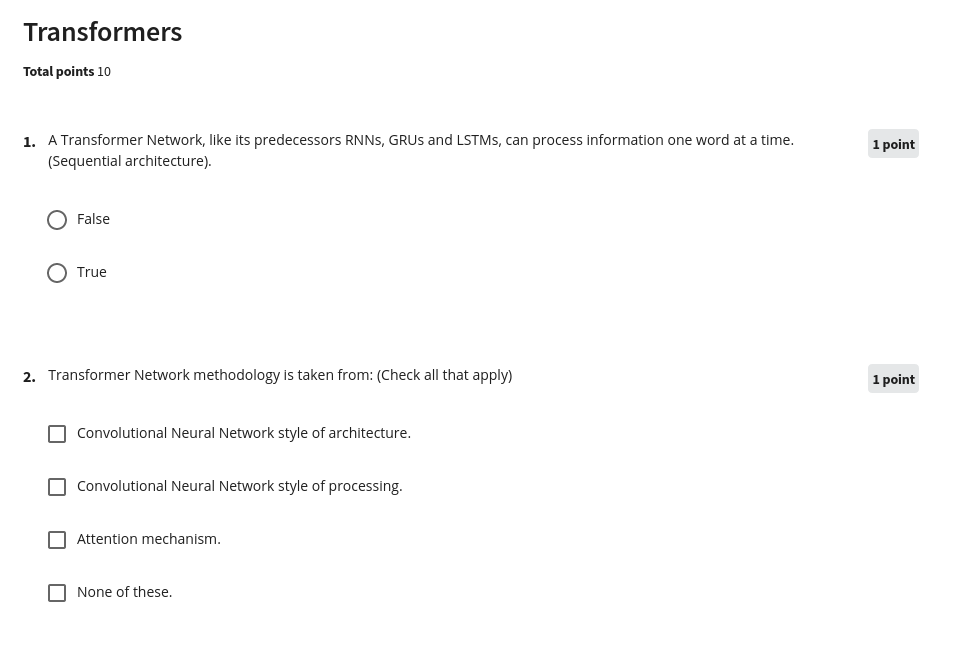 Transformers
Total points 10
1. A Transformer Network, like its predecessors RNNs, GRUs and LSTMs, can process information one word at a time. 1 point
(Sequential architecture).
False
True
2. Transformer Network methodology is taken from: (Check all that apply) 1 point
Convolutional Neural Network style of architecture.
Convolutional Neural Network style of processing.
Attention mechanism.
None of these.